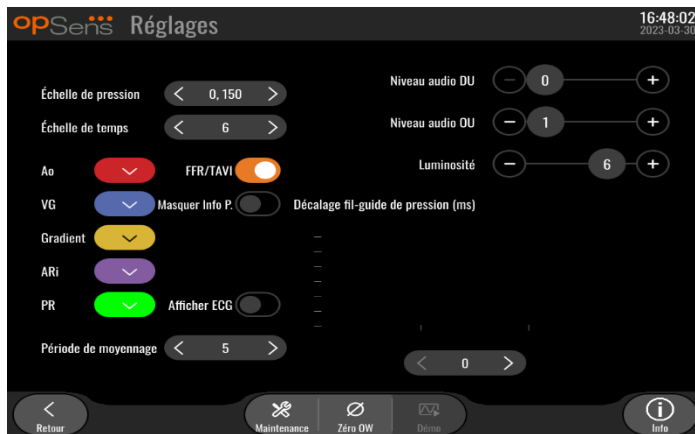 opSens Réglages
16:48:02
2023-03-30
Échelle de pression 0, 150
Niveau audio DU 0
Échelle de temps 6
Niveau audio OU 1
Ao FFR/TAVI
Luminosité 6
VG Masquer Info P.
Décalage fil-guide de pression (ms)
Gradient
ARi
PR Afficher ECG
Période de moyennage 5
0
Retour Maintenance Zéro OW Démo Info